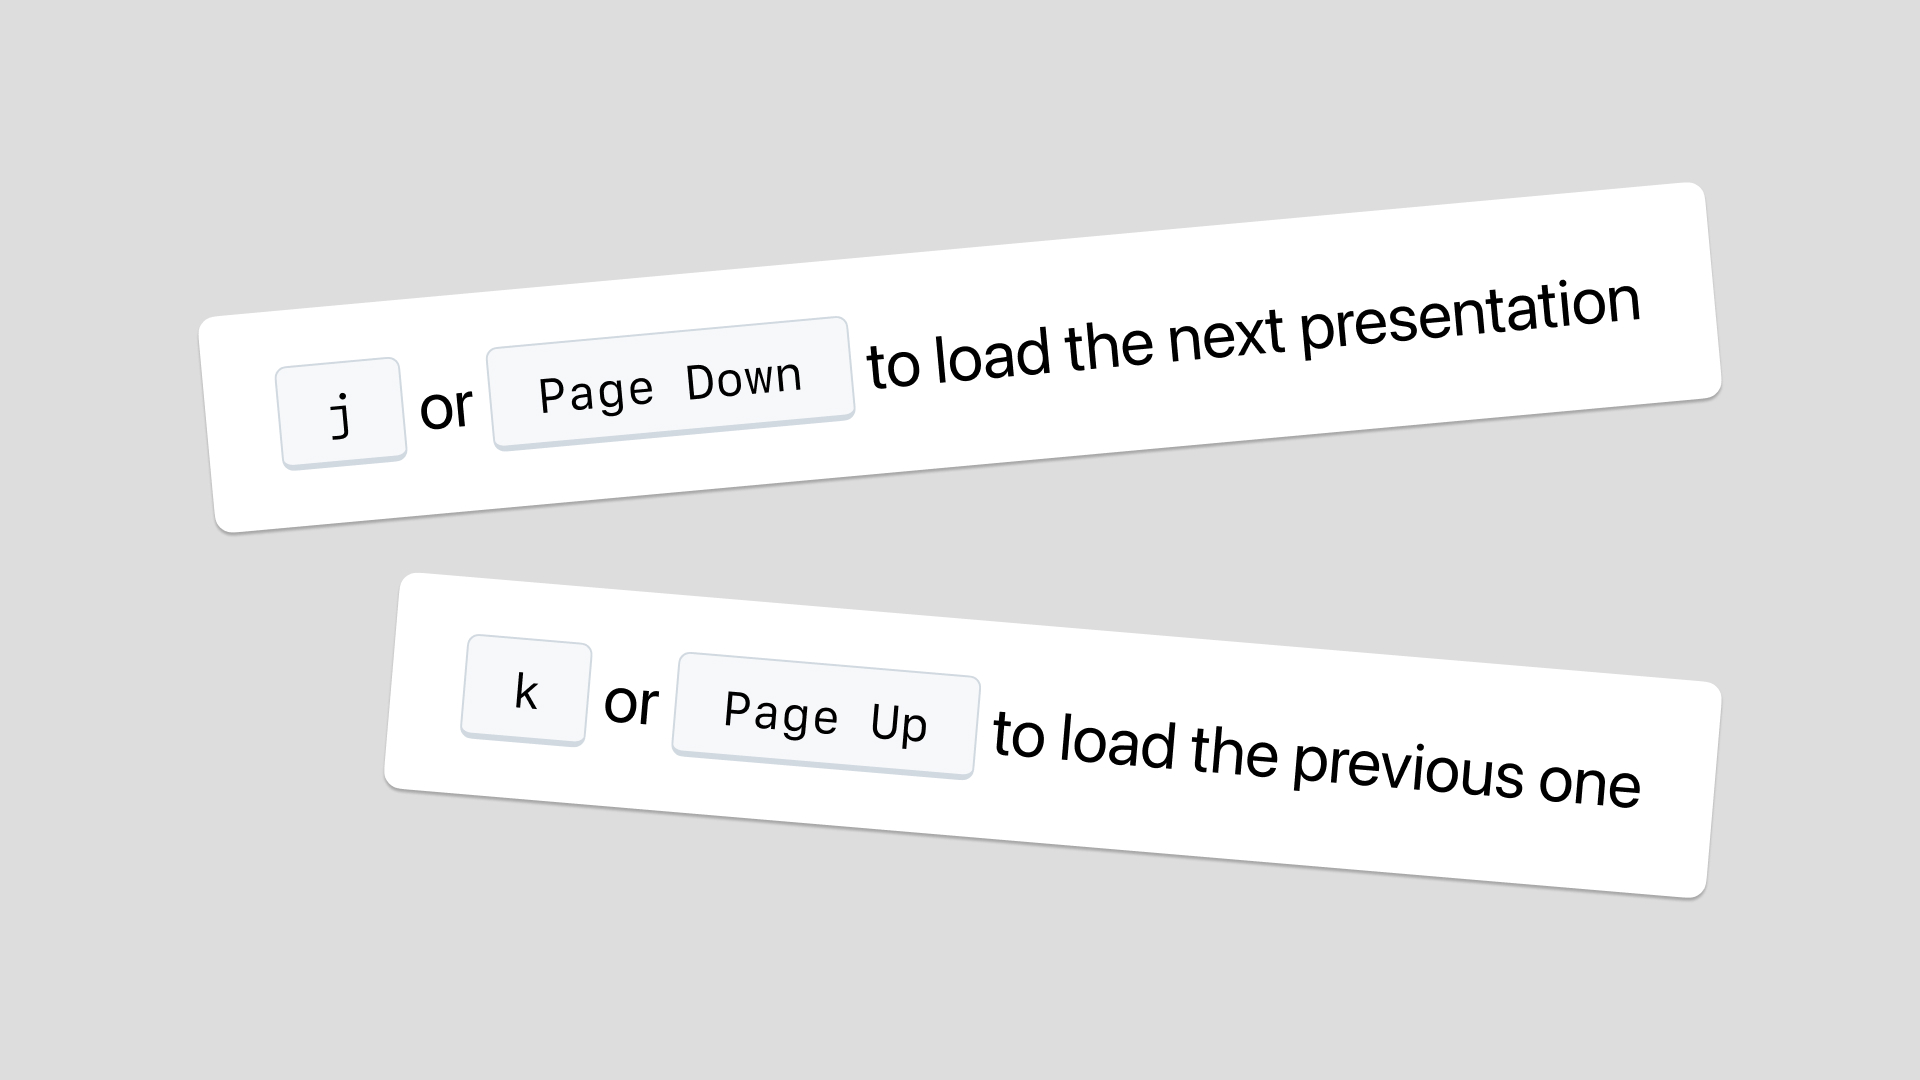 j or Page Down to load the next presentation
k or Page Up to load the previous one